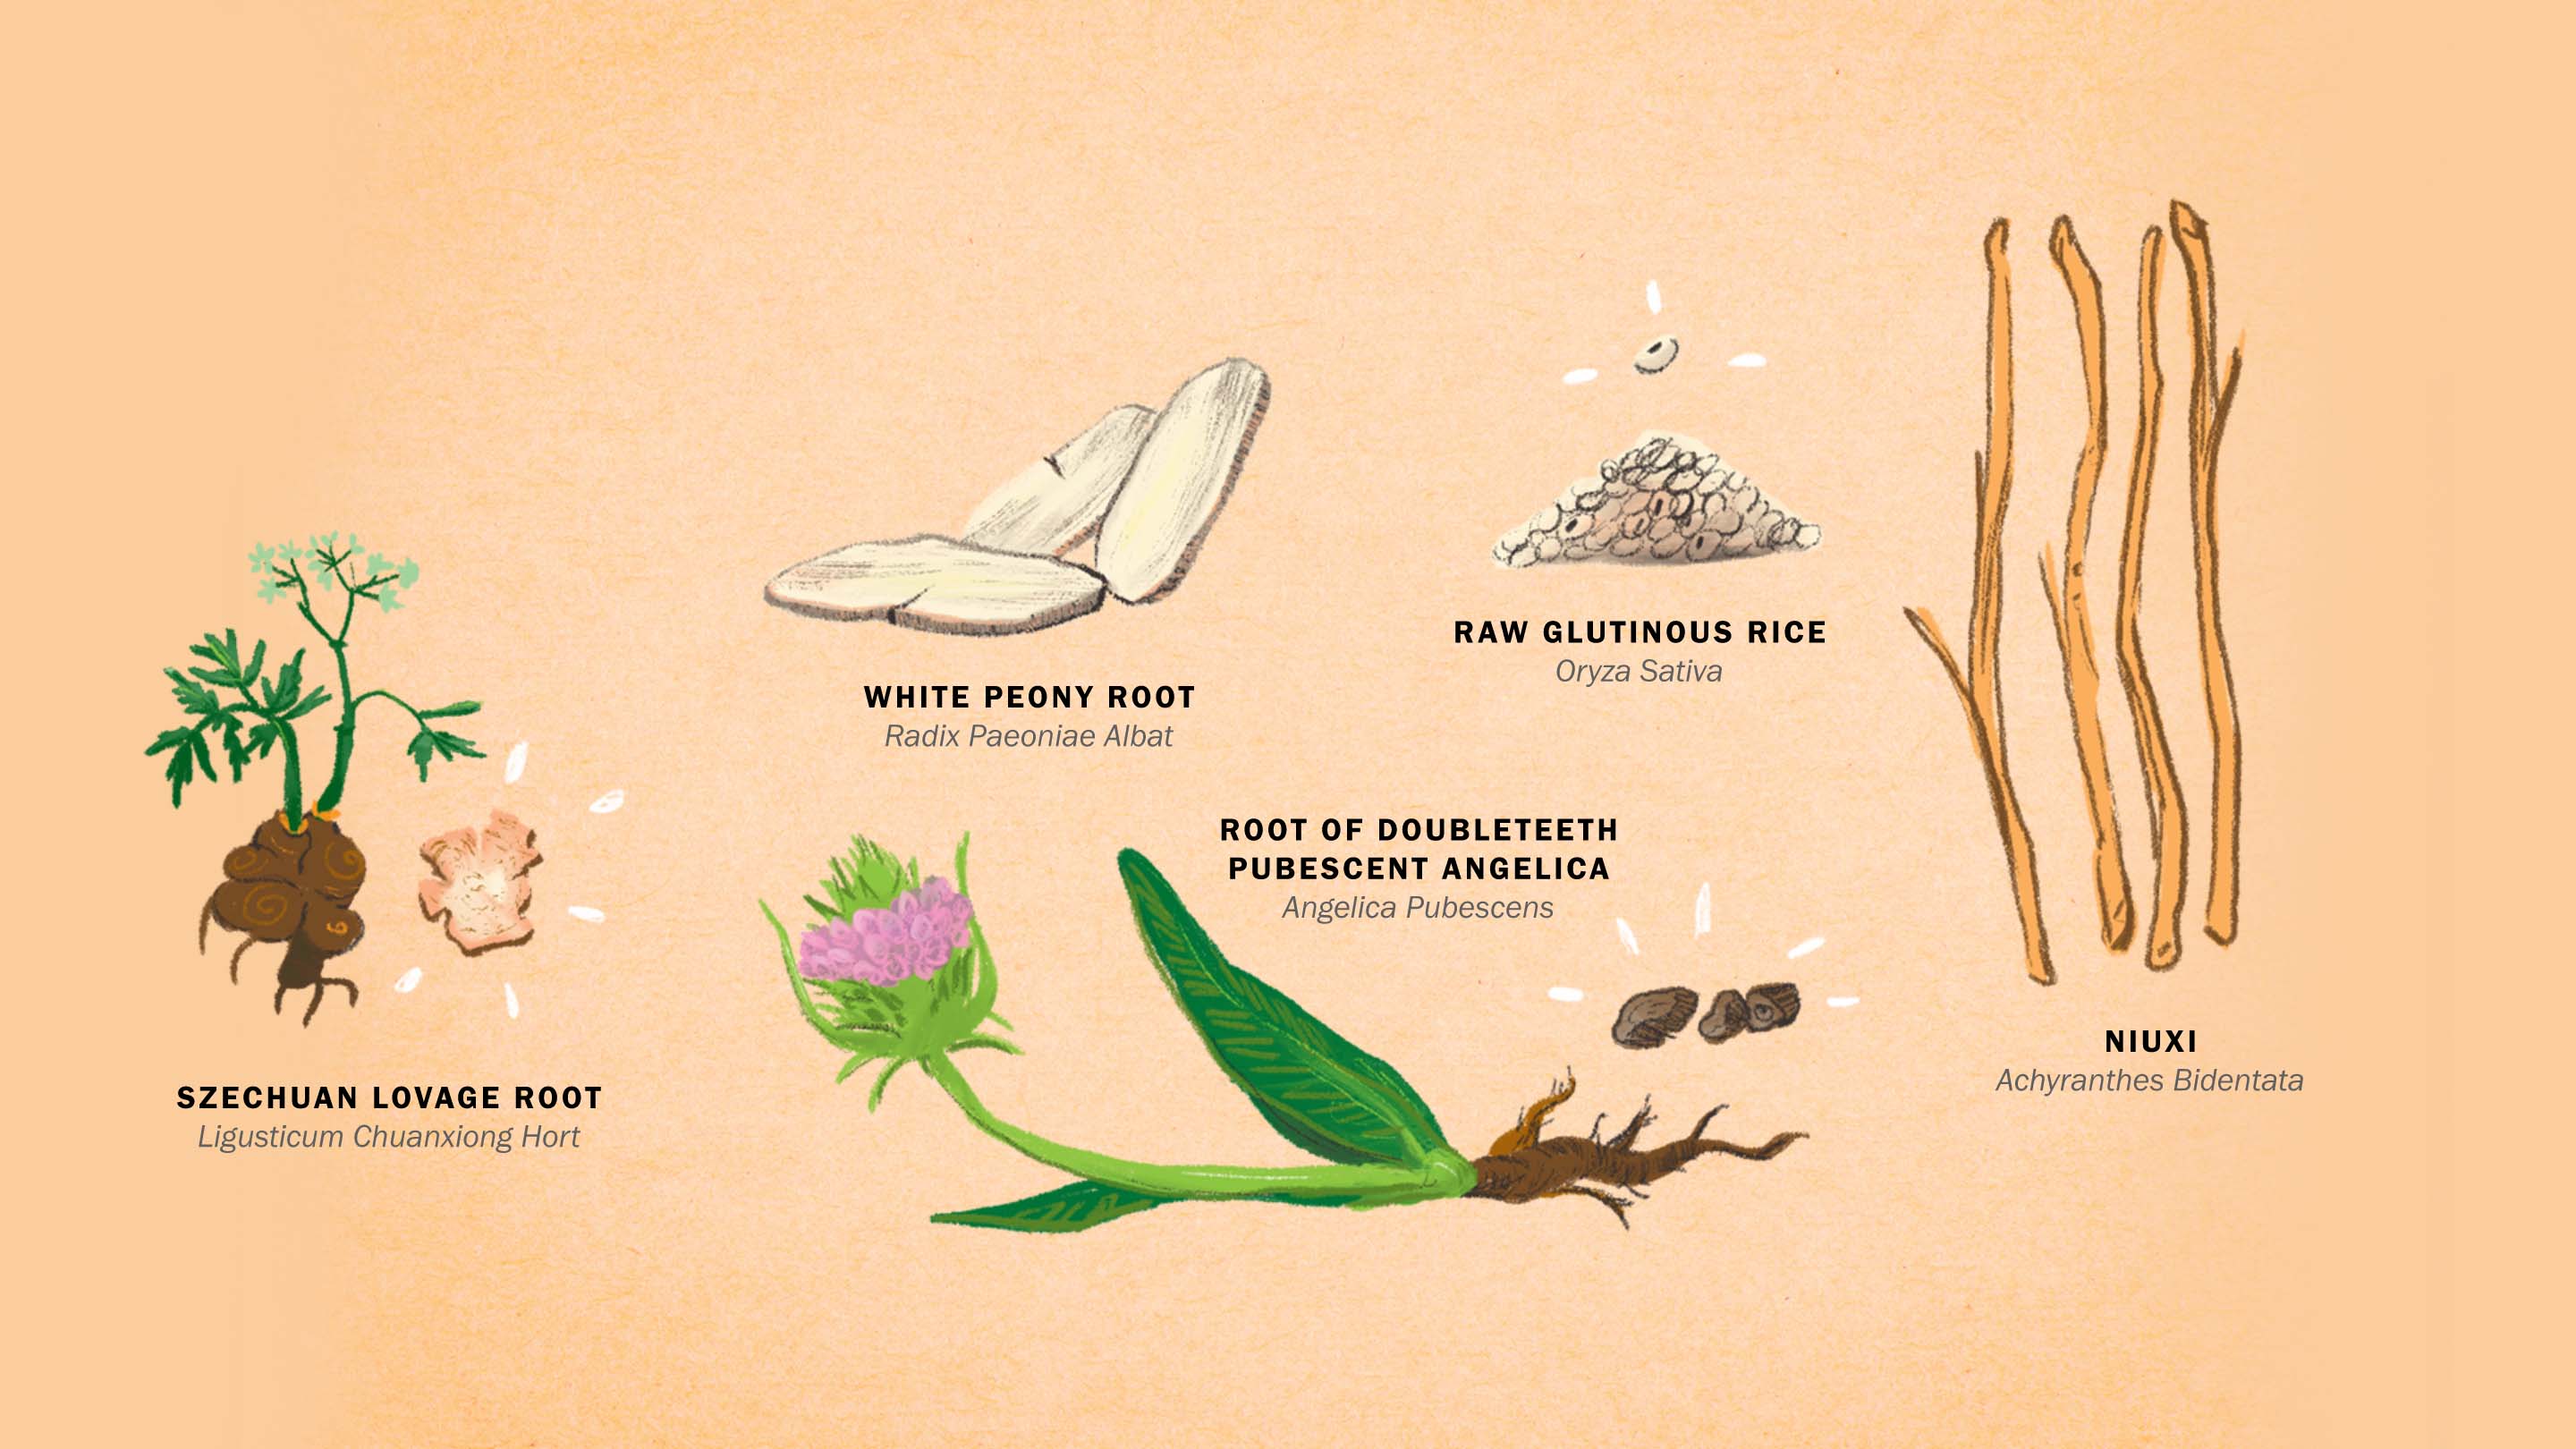 RAW GLUTINOUS RICE
Oryza Sativa
WHITE PEONY ROOT
Radix Paeoniae Albat
ROOT OF DOUBLETEETH
PUBESCENT ANGELICA
Angelica Pubescens
NIUXI
Achyranthes Bidentata
SZECHUAN LOVAGE ROOT
Ligusticum Chuanxiong Hort